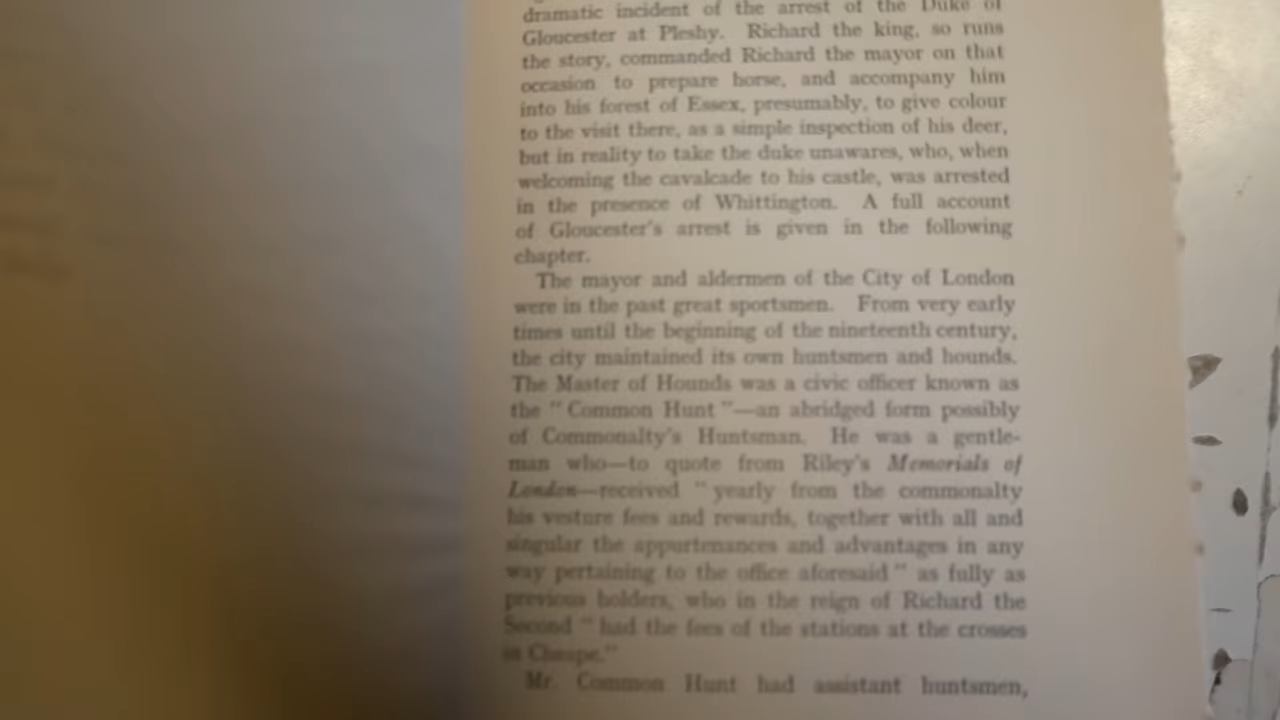 dramatic incident of the arrest of the Duke of
Gloucester at Pleshy. Richard the king, so runs
the story, commanded Richard the mayor on that
occasion to prepare horse, and accompany him
into his forest of Essex, presumably, to give colour
to the visit there, as a simple inspection of his deer,
but in reality to take the duke unawares, who, when
welcoming the cavalcade to his castle, was arrested
in the presence of Whittington. A full account
of Gloucester's arrest is given in the following
chapter.
The mayor and aldermen of the City of London
were in the past great sportsmen. From very early
times until the beginning of the nineteenth century,
the city maintained its own huntsmen and hounds.
The Master of Hounds was a civic officer known as
the "Common Hunt"—an abridged form possibly
of Commonalty's Huntsman. He was a gentle-
man who—to quote from Riley's Memorials of
London—received "yearly from the commonalty
his vesture fees and rewards, together with all and
singular the appurtenances and advantages in any
way pertaining to the office aforesaid" as fully as
previous holders, who in the reign of Richard the
Second "had the fees of the stations at the crosses
in Cheape."
Mr. Common Hunt had assistant huntsmen,